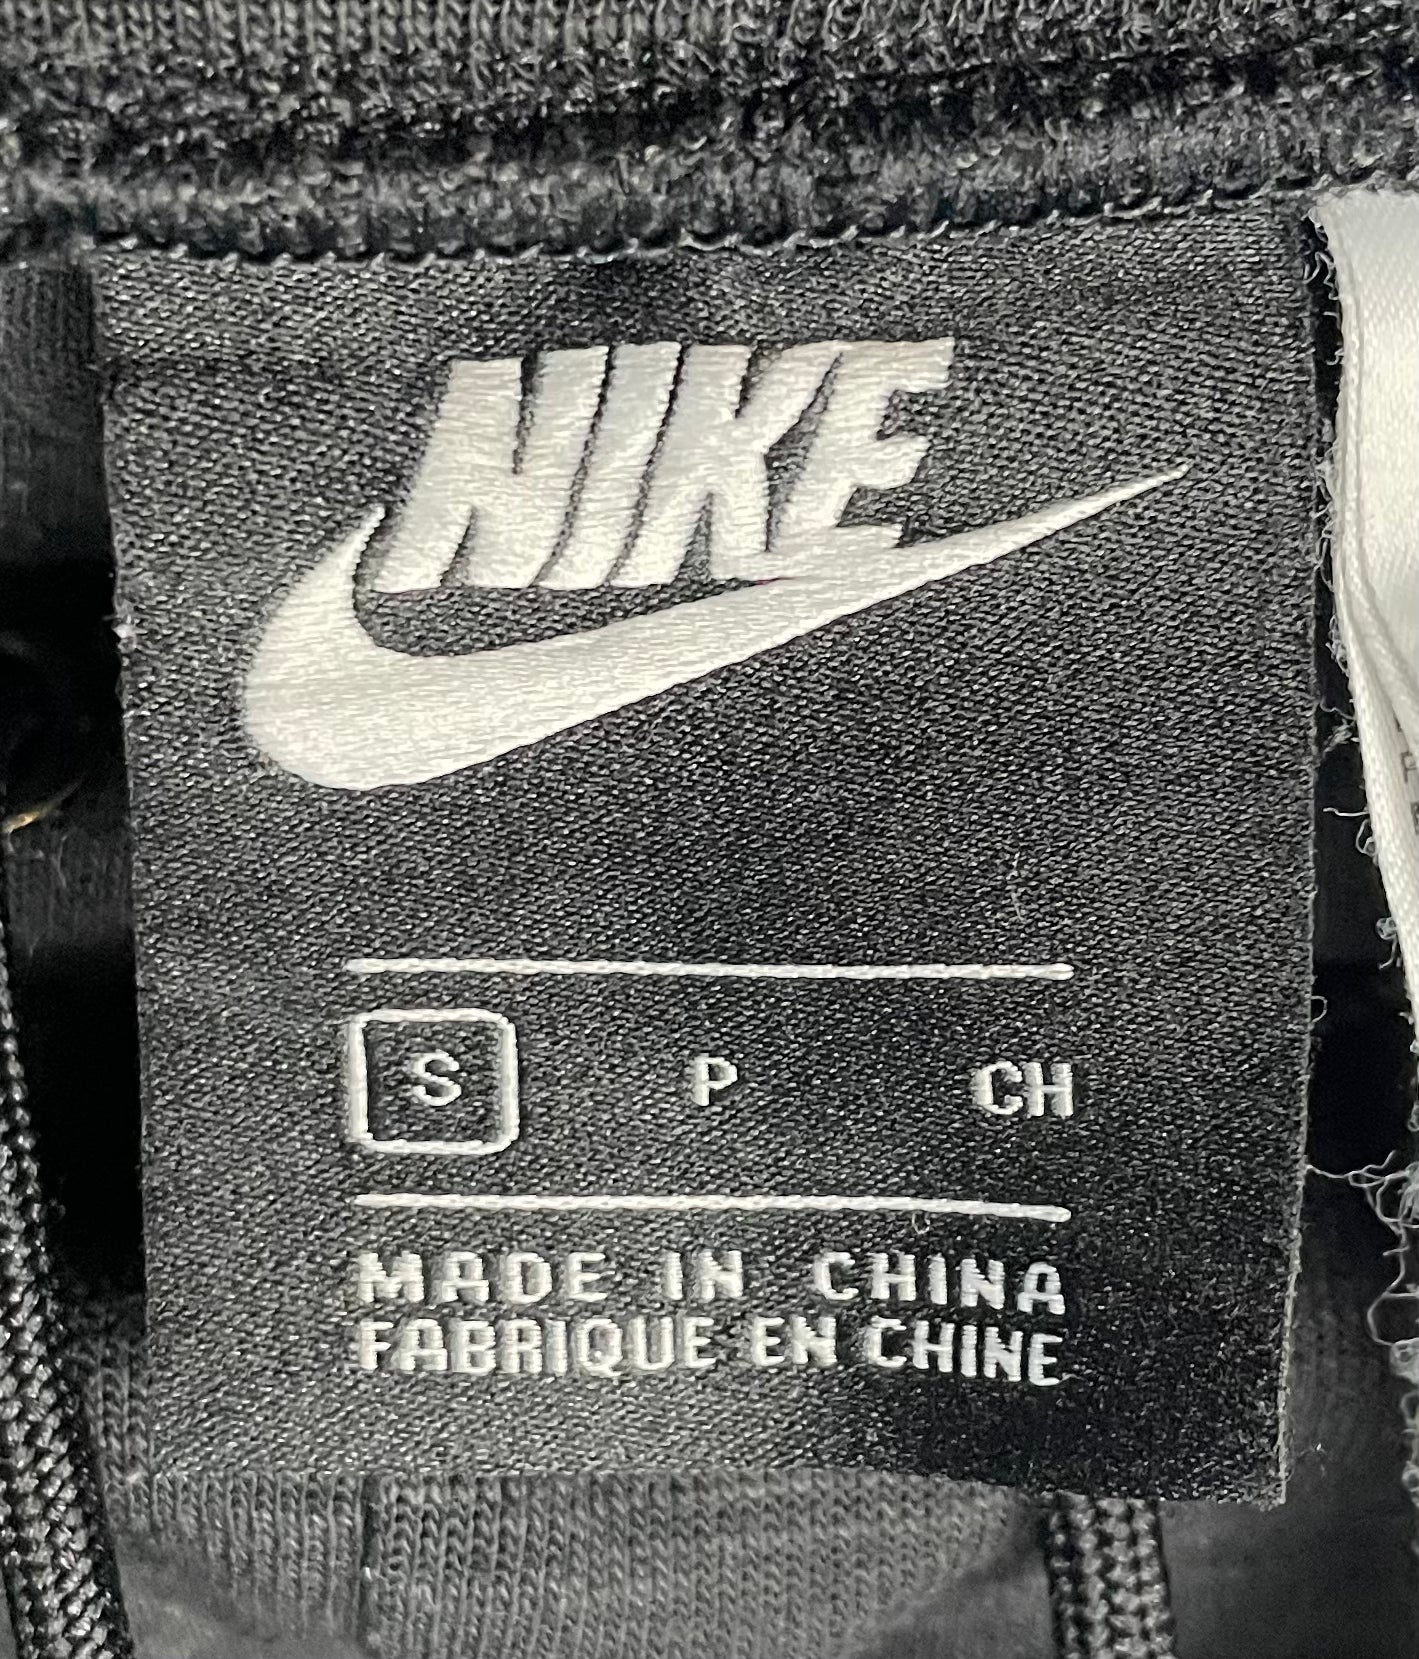 NIKE
S P CH
MADE IN CHINA
FABRIQUE EN CHINE